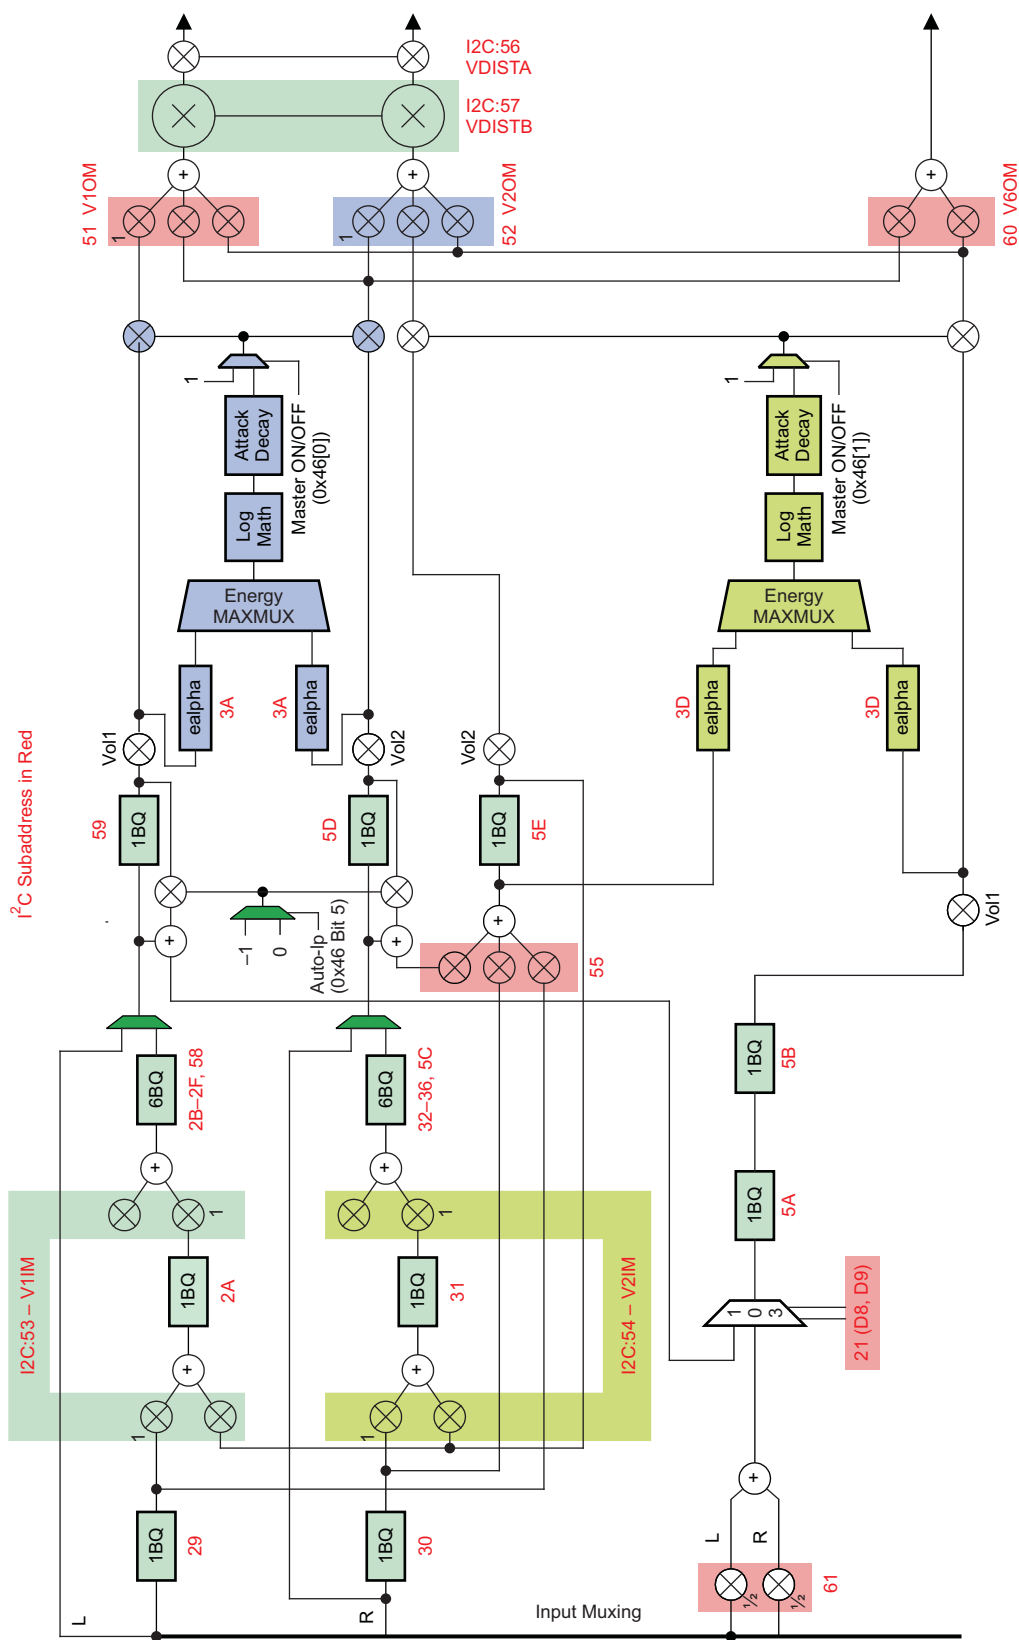 I2C:56
VDISTA
I2C:57
VDISTB
51 V1OM
1
+
52 V2OM
1
+
60 V6OM
+
1
Attack
Decay
Master ON/OFF
(0x46[0])
Log
Math
Energy
MAXMUX
ealpha
3A
ealpha
3A
1
Attack
Decay
Master ON/OFF
(0x46[1])
Log
Math
Energy
MAXMUX
ealpha
3D
ealpha
3D
I²C Subaddress in Red
Vol1
Vol2
Vol2
Vol1
59
1BQ
5D
1BQ
1BQ
5E
–1
0
Auto-lp
(0x46 Bit 5)
+
+
+
55
6BQ
2B–2F, 58
6BQ
32–36, 5C
1BQ
5B
+
+
1
1
I2C:53 – V1IM
1BQ
2A
1BQ
31
I2C:54 – V2IM
1BQ
5A
1
0
3
21 (D8, D9)
+
+
1
1
1BQ
29
1BQ
30
+
L
R
½
½
61
L
R
Input Muxing